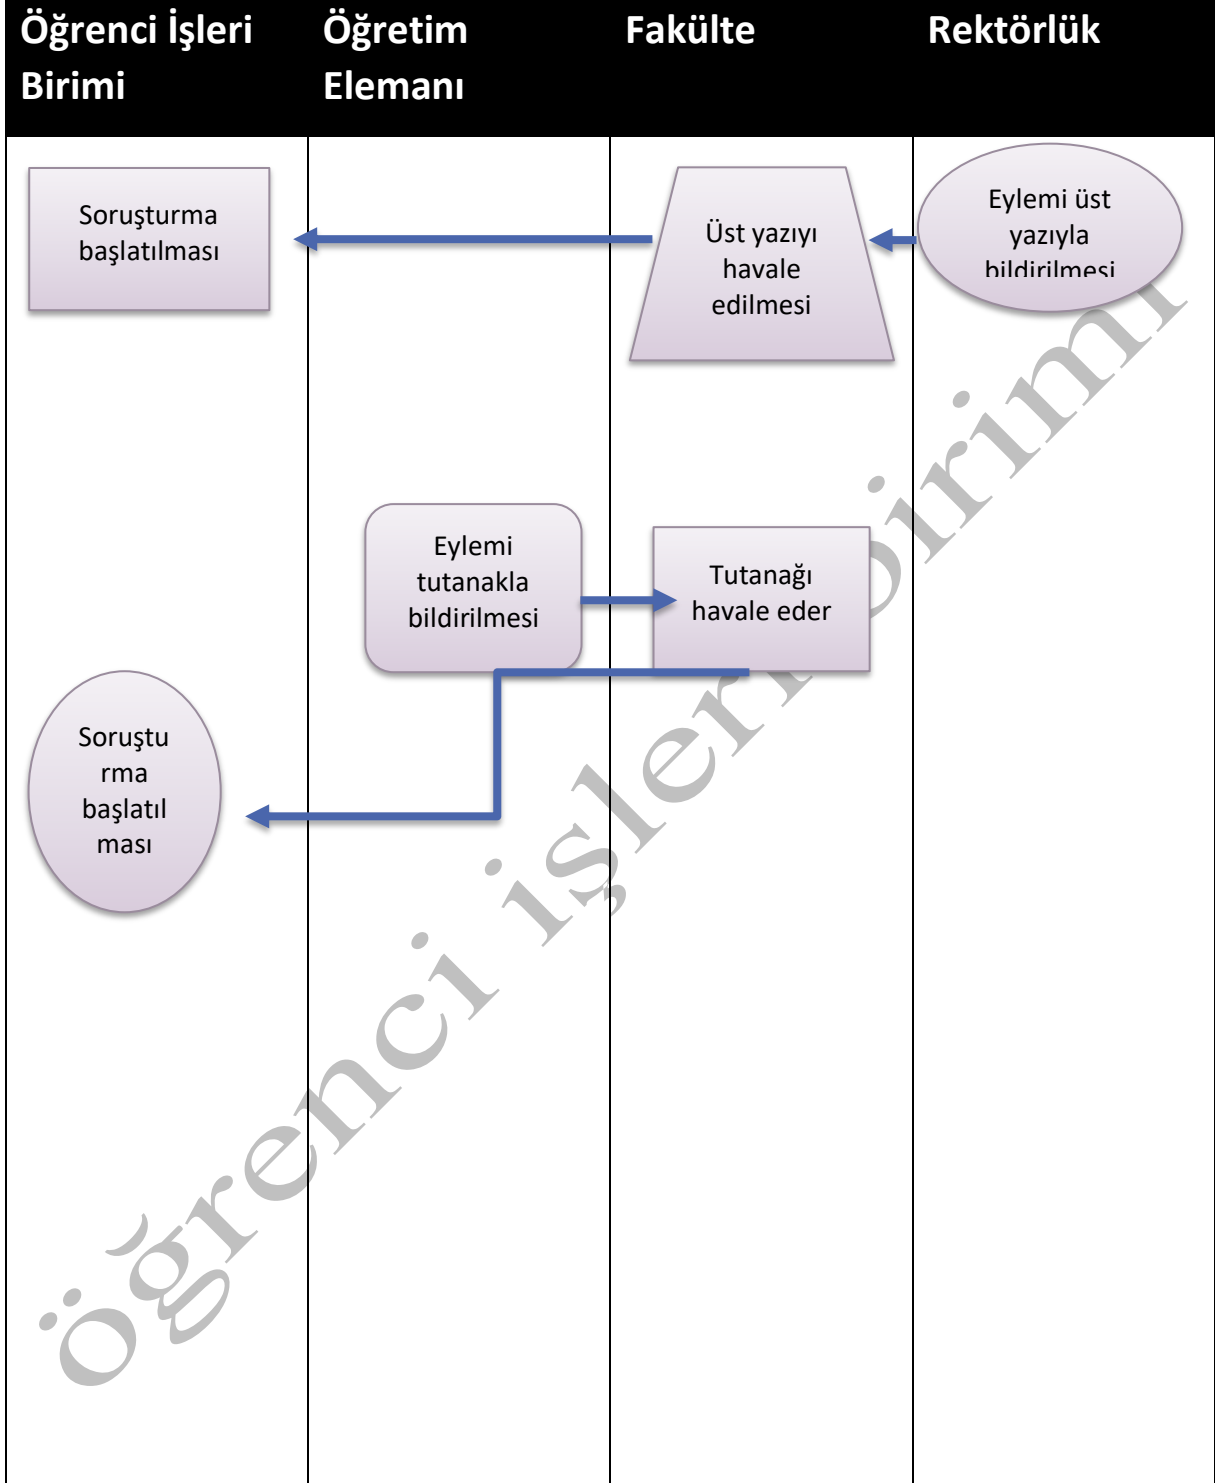 Öğrenci İşleri
Birimi
Öğretim
Elemanı
Fakülte
Rektörlük
Soruşturma
başlatılması
Üst yazıyı
havale
edilmesi
Eylemi üst
yazıyla
bildirilmesi
Eylemi
tutanakla
bildirilmesi
Tutanağı
havale eder
Soruştu
rma
başlatıl
ması
öğrenci işleri birimi